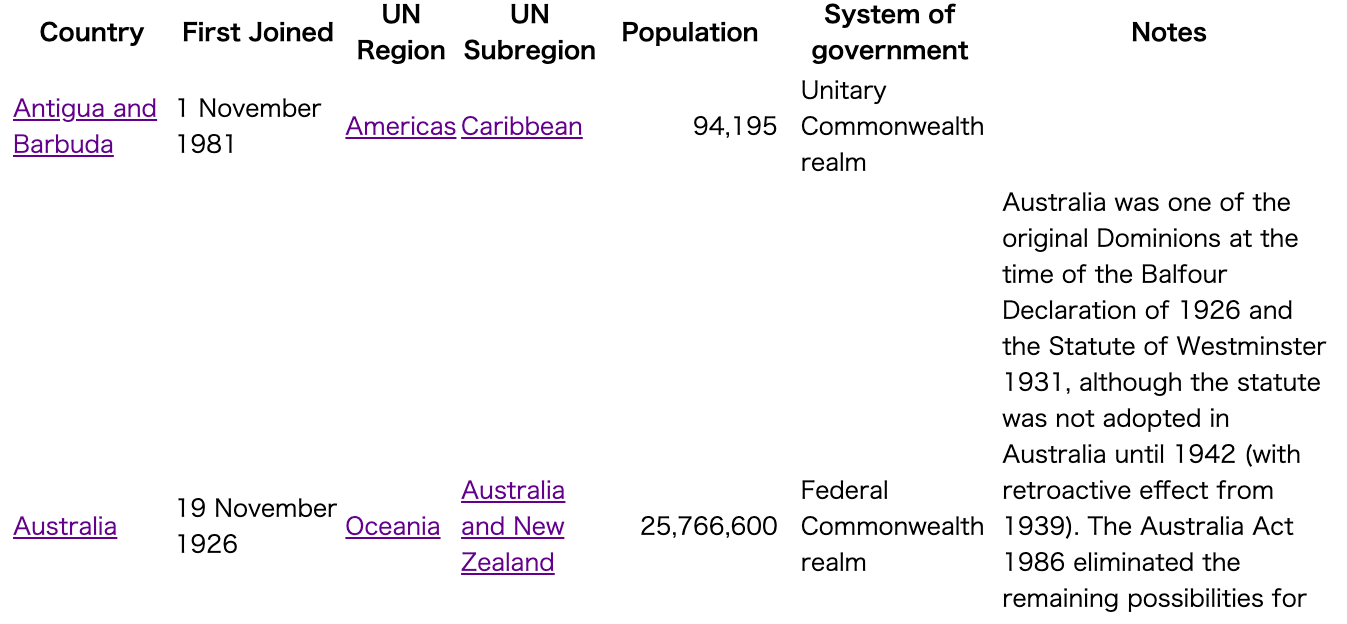 Country First Joined UN Region UN Subregion Population System of government Notes
Antigua and Barbuda 1 November 1981 Americas Caribbean 94,195 Unitary Commonwealth realm
Australia 19 November 1926 Oceania Australia and New Zealand 25,766,600 Federal Commonwealth realm
Australia was one of the
original Dominions at the
time of the Balfour
Declaration of 1926 and
the Statute of Westminster
1931, although the statute
was not adopted in
Australia until 1942 (with
retroactive effect from
1939). The Australia Act
1986 eliminated the
remaining possibilities for